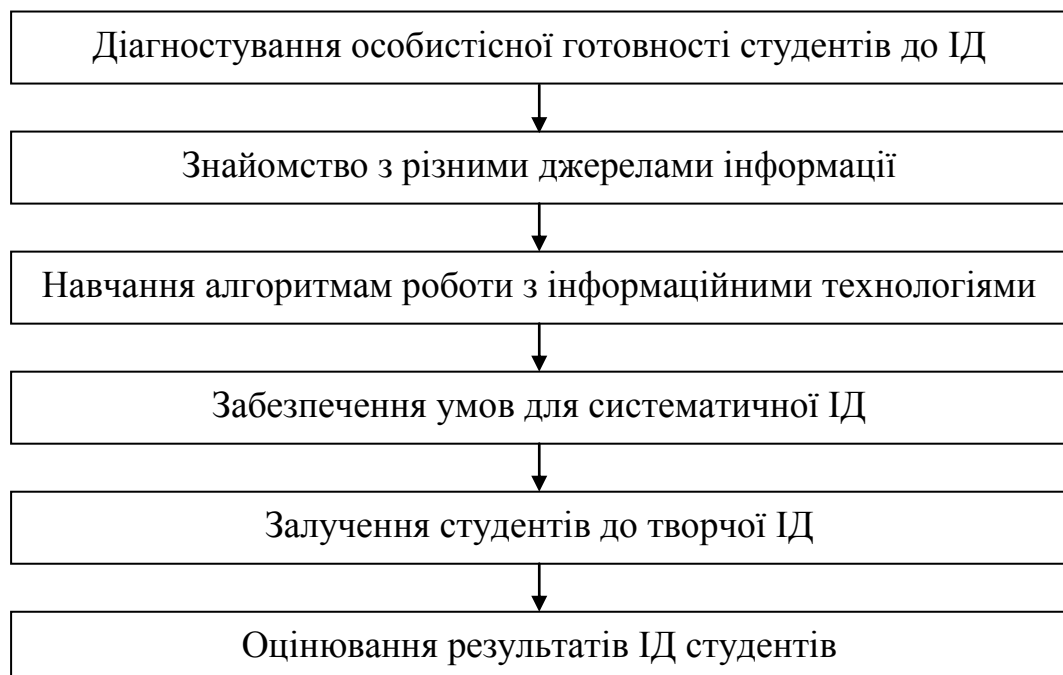 Діагностування особистісної готовності студентів до ІД
Знайомство з різними джерелами інформації
Навчання алгоритмам роботи з інформаційними технологіями
Забезпечення умов для систематичної ІД
Залучення студентів до творчої ІД
Оцінювання результатів ІД студентів